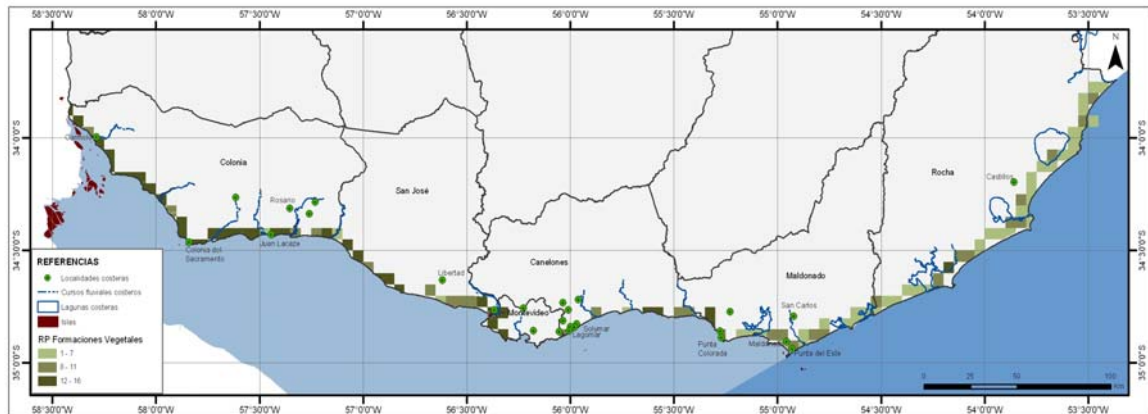 58°30'0"W 58°0'0"W 57°30'0"W 57°0'0"W 56°30'0"W 56°0'0"W 55°30'0"W 55°0'0"W 54°30'0"W 54°0'0"W 53°30'0"W
N
34°0'0"S 34°0'0"S
Colonia
Castillos
Rocha
San José
Rosario
Colonia del
Sacramento
Juan Lacaze
34°30'0"S 34°30'0"S
Canelones
Libertad
Maldonado
San Carlos
Montevideo
Solymar
Lagomar
Punta
Colorada
Punta del Este
35°0'0"S 35°0'0"S
REFERENCIAS
Localidades costeras
Cursos fluviales costeros
Lagunas costeras
Islas
RP Formaciones Vegetales
1 - 7
8 - 11
12 - 16
0 25 50 100
km
58°30'0"W 58°0'0"W 57°30'0"W 57°0'0"W 56°30'0"W 56°0'0"W 55°30'0"W 55°0'0"W 54°30'0"W 54°0'0"W 53°30'0"W